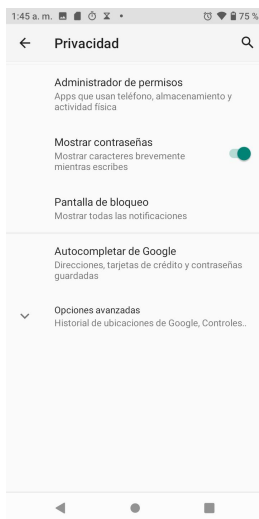 1:45 a. m. 75 %
Privacidad
Administrador de permisos
Apps que usan teléfono, almacenamiento y
actividad física
Mostrar contraseñas
Mostrar caracteres brevemente
mientras escribes
Pantalla de bloqueo
Mostrar todas las notificaciones
Autocompletar de Google
Direcciones, tarjetas de crédito y contraseñas
guardadas
Opciones avanzadas
Historial de ubicaciones de Google, Controles..